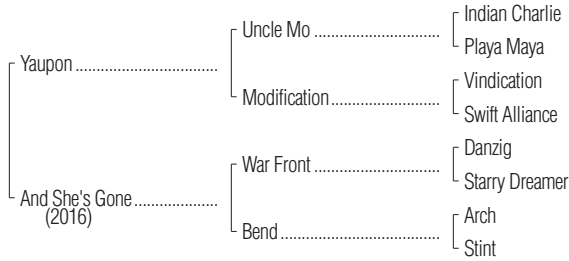 Indian Charlie
Uncle Mo ....................................
Playa Maya
Yaupon ........................................
Vindication
Modification ................................
Swift Alliance
Danzig
War Front ....................................
Starry Dreamer
And She's Gone .......................
(2016)
Arch
Bend ..............................................
Stint